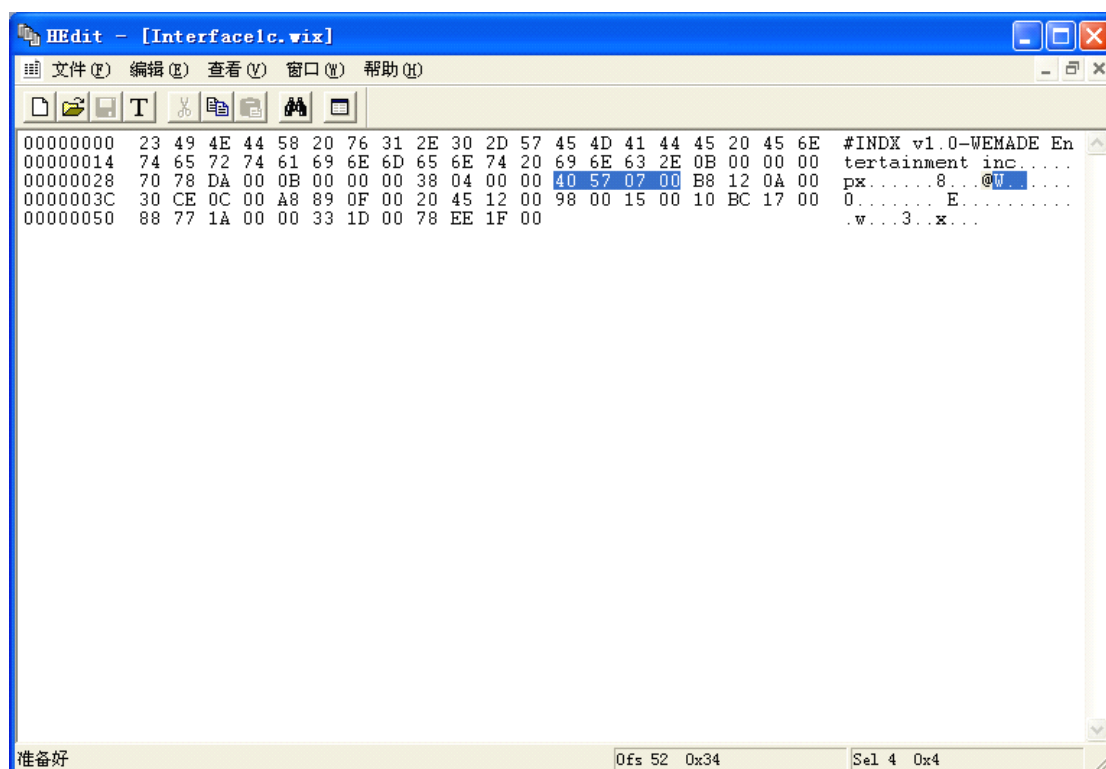 HEdit - [Interface1c.wix]
文件(F) 编辑(E) 查看(V) 窗口(W) 帮助(H)
T
00000000 23 49 4E 44 58 20 76 31 2E 30 2D 57 45 4D 41 44 45 20 45 6E #INDX v1.0-WEMADE En
00000014 74 65 72 74 61 69 6E 6D 65 6E 74 20 69 6E 63 2E 0B 00 00 00 tertainment inc.....
00000028 70 78 DA 00 0B 00 00 00 38 04 00 00 40 57 07 00 B8 12 0A 00 px......8...@W......
0000003C 30 CE 0C 00 A8 89 0F 00 20 45 12 00 98 00 15 00 10 BC 17 00 0....... E..........
00000050 88 77 1A 00 00 33 1D 00 78 EE 1F 00 .w...3..x...
准备好 Ofs 52 0x34 Sel 4 0x4